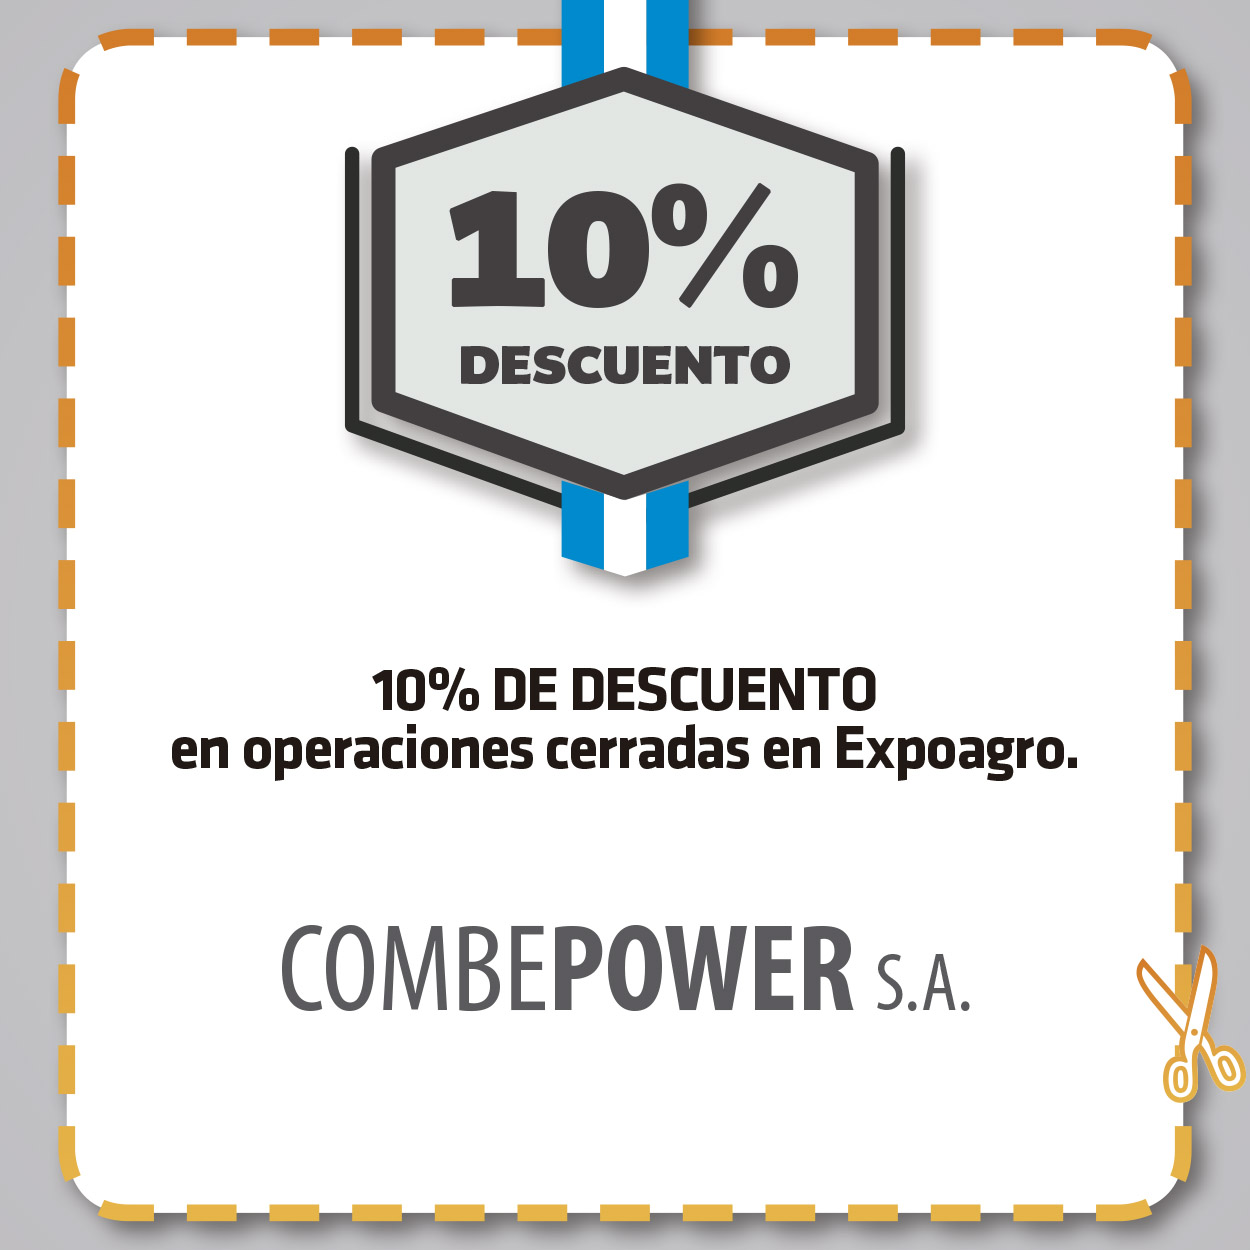 10%
DESCUENTO
10% DE DESCUENTO
en operaciones cerradas en Expoagro.
COMBEPOWER S.A.